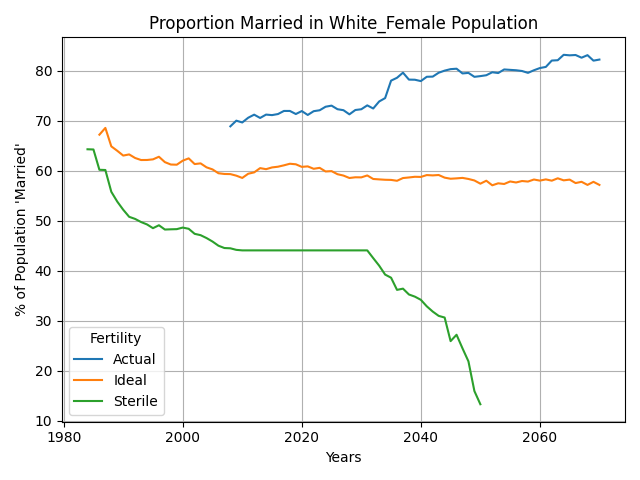 Proportion Married in White_Female Population
% of Population 'Married'
80
70
60
50
40
30
20
10
Fertility
Actual
Ideal
Sterile
1980 2000 2020 2040 2060
Years